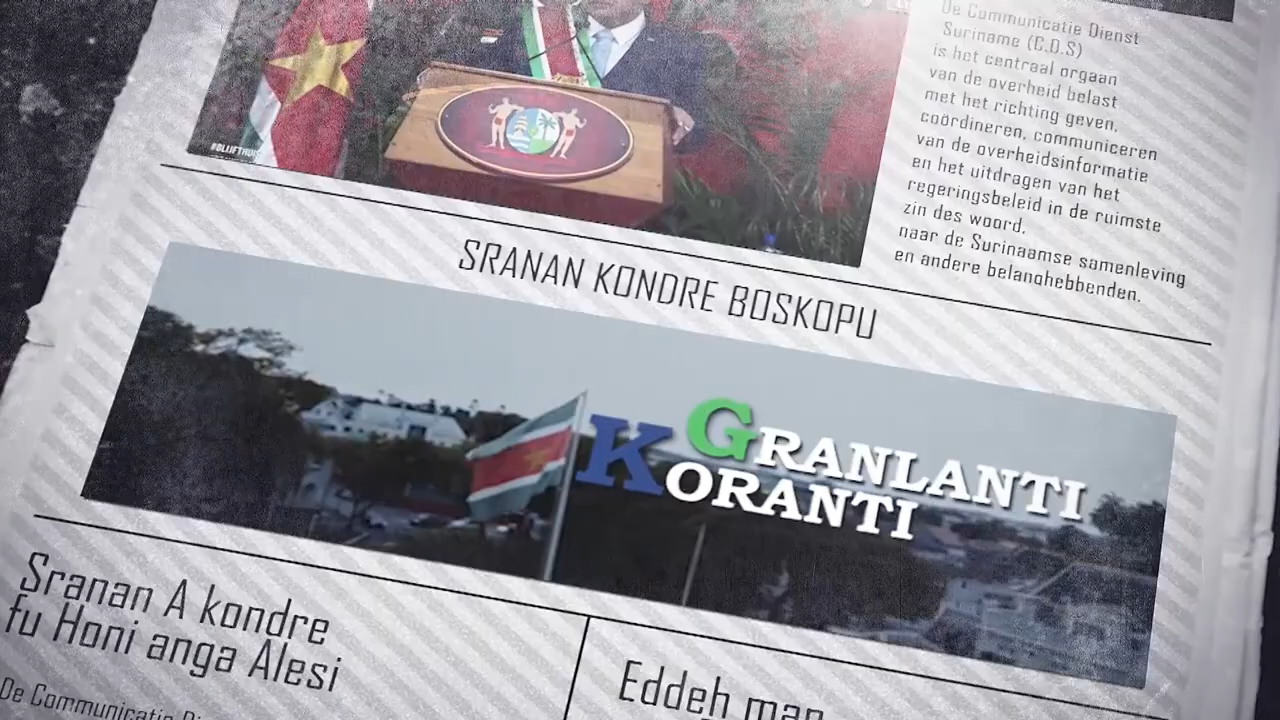 De Communicatie Dienst
Suriname (C.D.S)
is het centraal orgaan
van de overheid belast
met het richting geven,
coördineren, communiceren
van de overheidsinformatie
en het uitdragen van het
regeringsbeleid in de ruimste
zin des woord.
naar de Surinaamse samenleving
en andere belanghebbenden.
SRANAN KONDRE BOSKOPU
GRANLANTI
KORANTI
Sranan A kondre
fu Honi anga Alesi
De Communicatie
Eddeh man